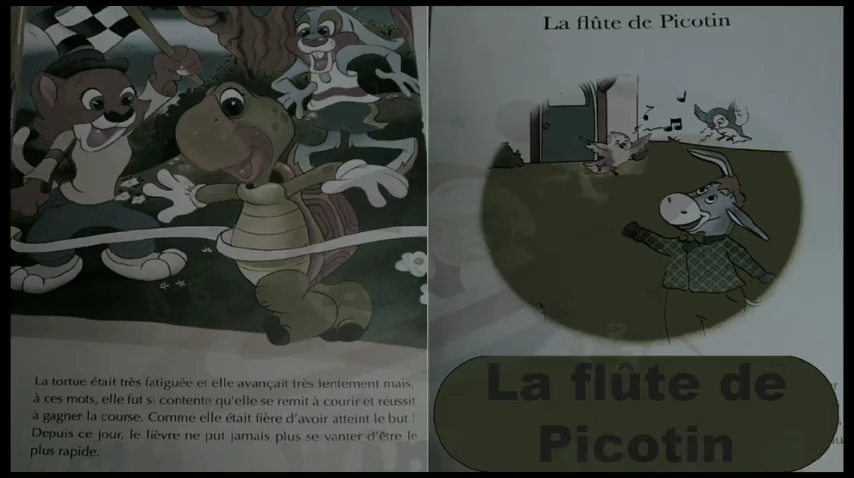 La tortue était très fatiguée et elle avançait très lentement mais,
à ces mots, elle fut si contente qu'elle se remit à courir et réussit
à gagner la course. Comme elle était fière d'avoir atteint le but !
Depuis ce jour, le lièvre ne put jamais plus se vanter d'être le
plus rapide.
La flûte de Picotin
La flûte de
Picotin